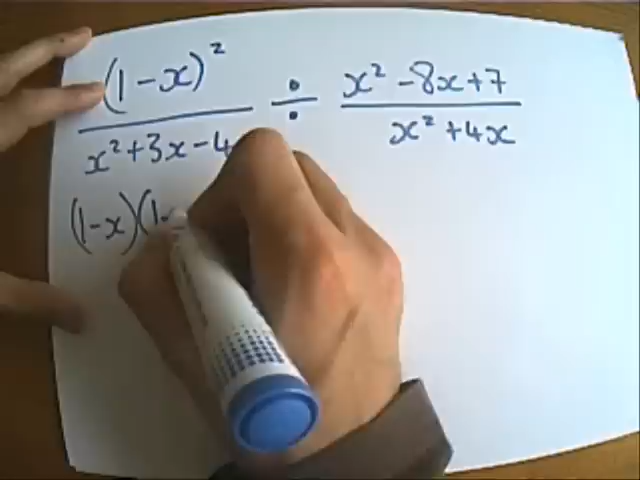 (1-x)² ÷ x²-8x+7
x²+3x-4 x²+4x
(1-x)(1-